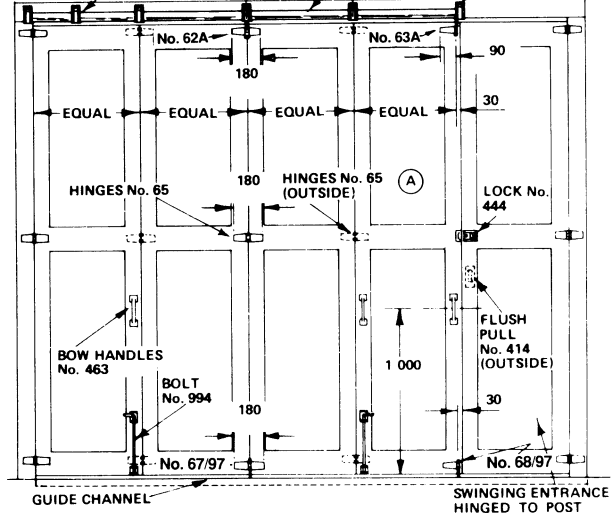 No. 62A
No. 63A
180
90
EQUAL
EQUAL
EQUAL
EQUAL
30
180
HINGES No. 65
HINGES No. 65
(OUTSIDE)
A
LOCK No.
444
BOW HANDLES
No. 463
BOLT
No. 994
1 000
FLUSH
PULL
No. 414
(OUTSIDE)
180
30
No. 67/97
No. 68/97
GUIDE CHANNEL
SWINGING ENTRANCE
HINGED TO POST